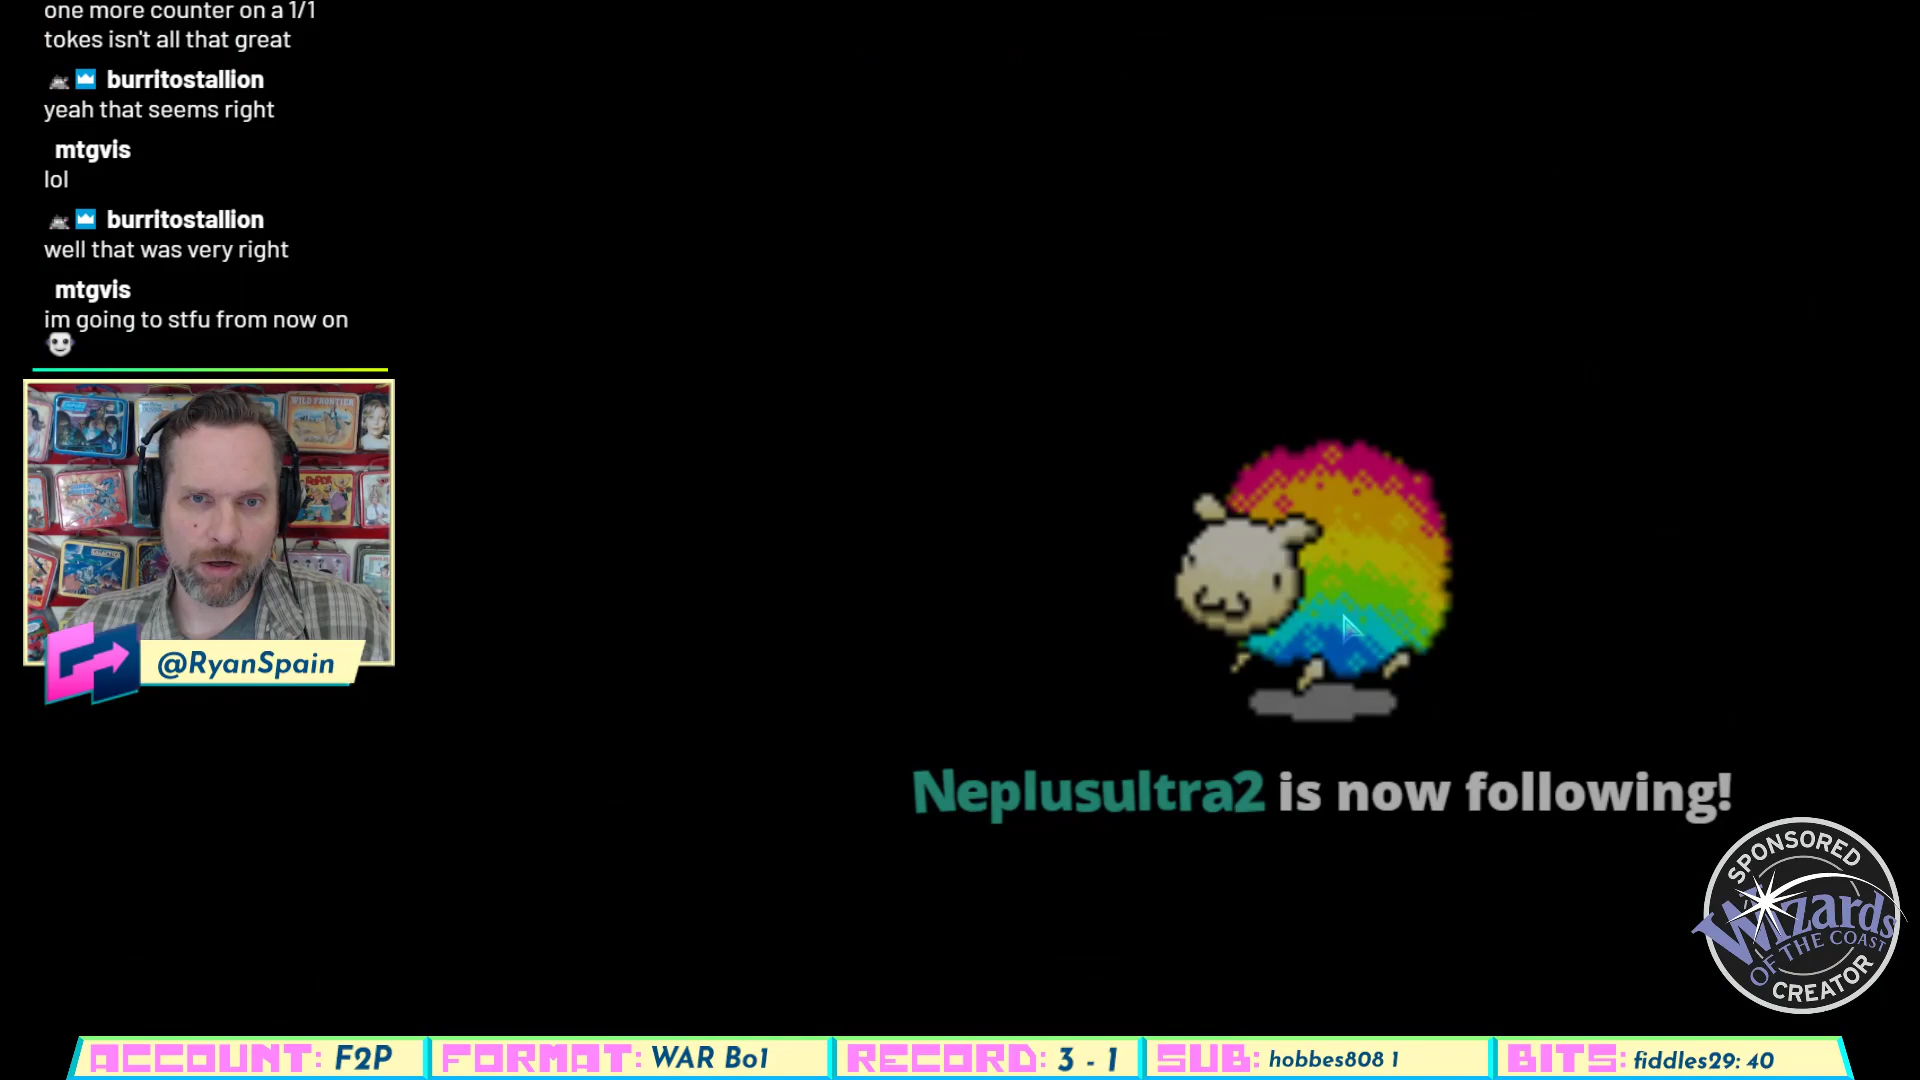 one more counter on a 1/1
tokes isn't all that great
burritostallion
yeah that seems right
mtgvis
lol
burritostallion
well that was very right
mtgvis
im going to stfu from now on
WILD FRONTIER
@RyanSpain
Neplusultra2 is now following!
SPONSORED
Wizards
OF THE COAST
CREATOR
ACCOUNT: F2P
FORMAT: WAR Bo1
RECORD: 3 - 1
SUB: hobbes808 1
BITS: fiddles29: 40